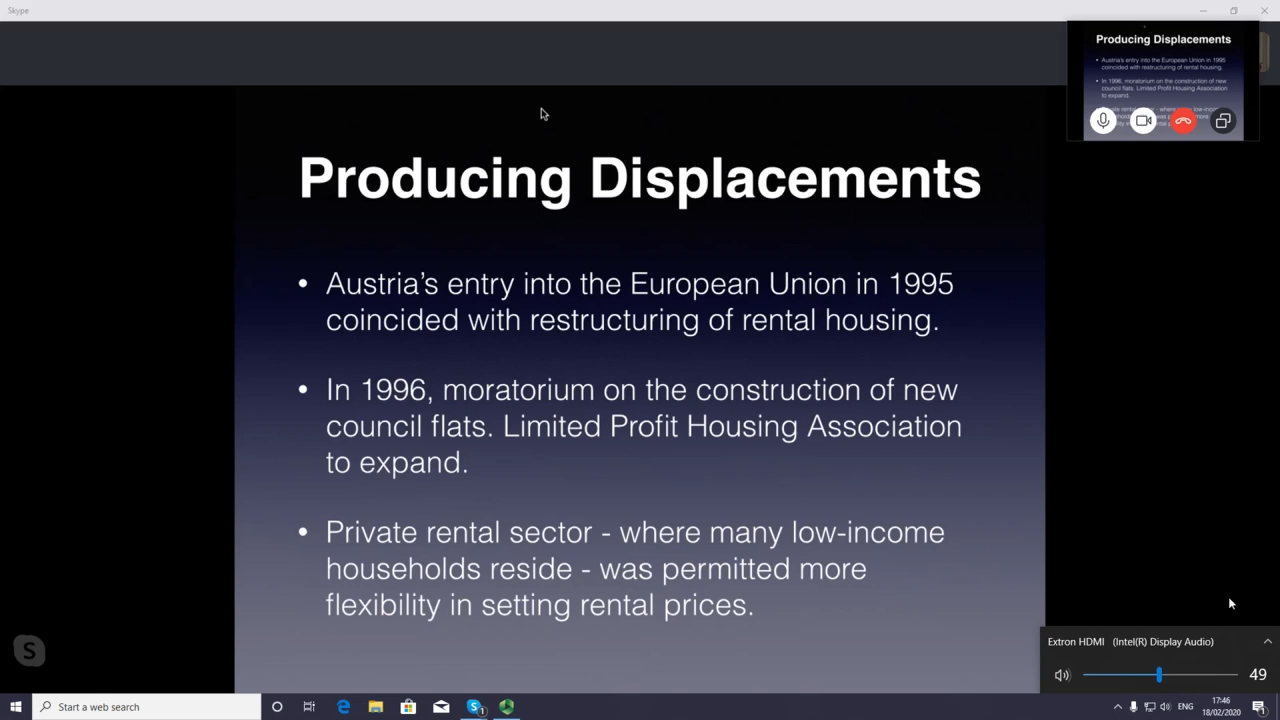 Skype
Producing Displacements
Austria's entry into the European Union in 1995
coincided with restructuring of rental housing.
In 1996, moratorium on the construction of new
council flats. Limited Profit Housing Association
to expand.
Producing Displacements
• Austria’s entry into the European Union in 1995
coincided with restructuring of rental housing.
• In 1996, moratorium on the construction of new
council flats. Limited Profit Housing Association
to expand.
• Private rental sector - where many low-income
households reside - was permitted more
flexibility in setting rental prices.
S
Extron HDMI (Intel(R) Display Audio)
49
Start a web search
S 1
ENG
17:46
18/02/2020
1